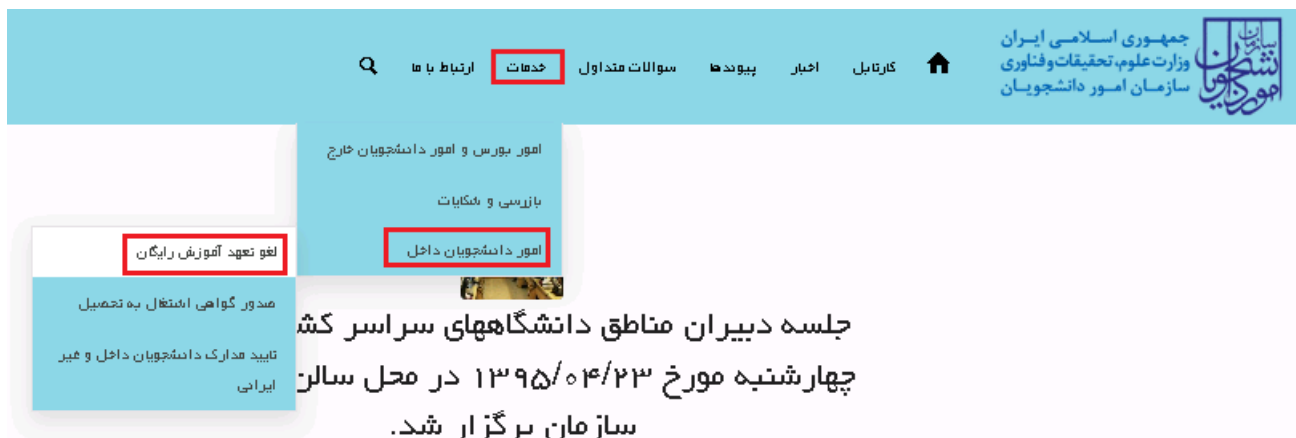 جمهوری اسلامی ایران
وزارت علوم، تحقیقات و فناوری
سازمان امور دانشجویان
سازمان امور دانشجویان
کارتابل اخبار پیوندها سوالات متداول خدمات ارتباط با ما
امور بورس و امور دانشجویان خارج
بازرسی و شکایات
امور دانشجویان داخل
لغو تعهد آموزش رایگان
صدور گواهی اشتغال به تحصیل
تایید مدارک دانشجویان داخل و غیر
ایرانی
جلسه دبیران مناطق دانشگاههای سراسر کش
چهارشنبه مورخ ۱۳۹۵/۰۴/۲۳ در محل سالن
سازمان برگزار شد.